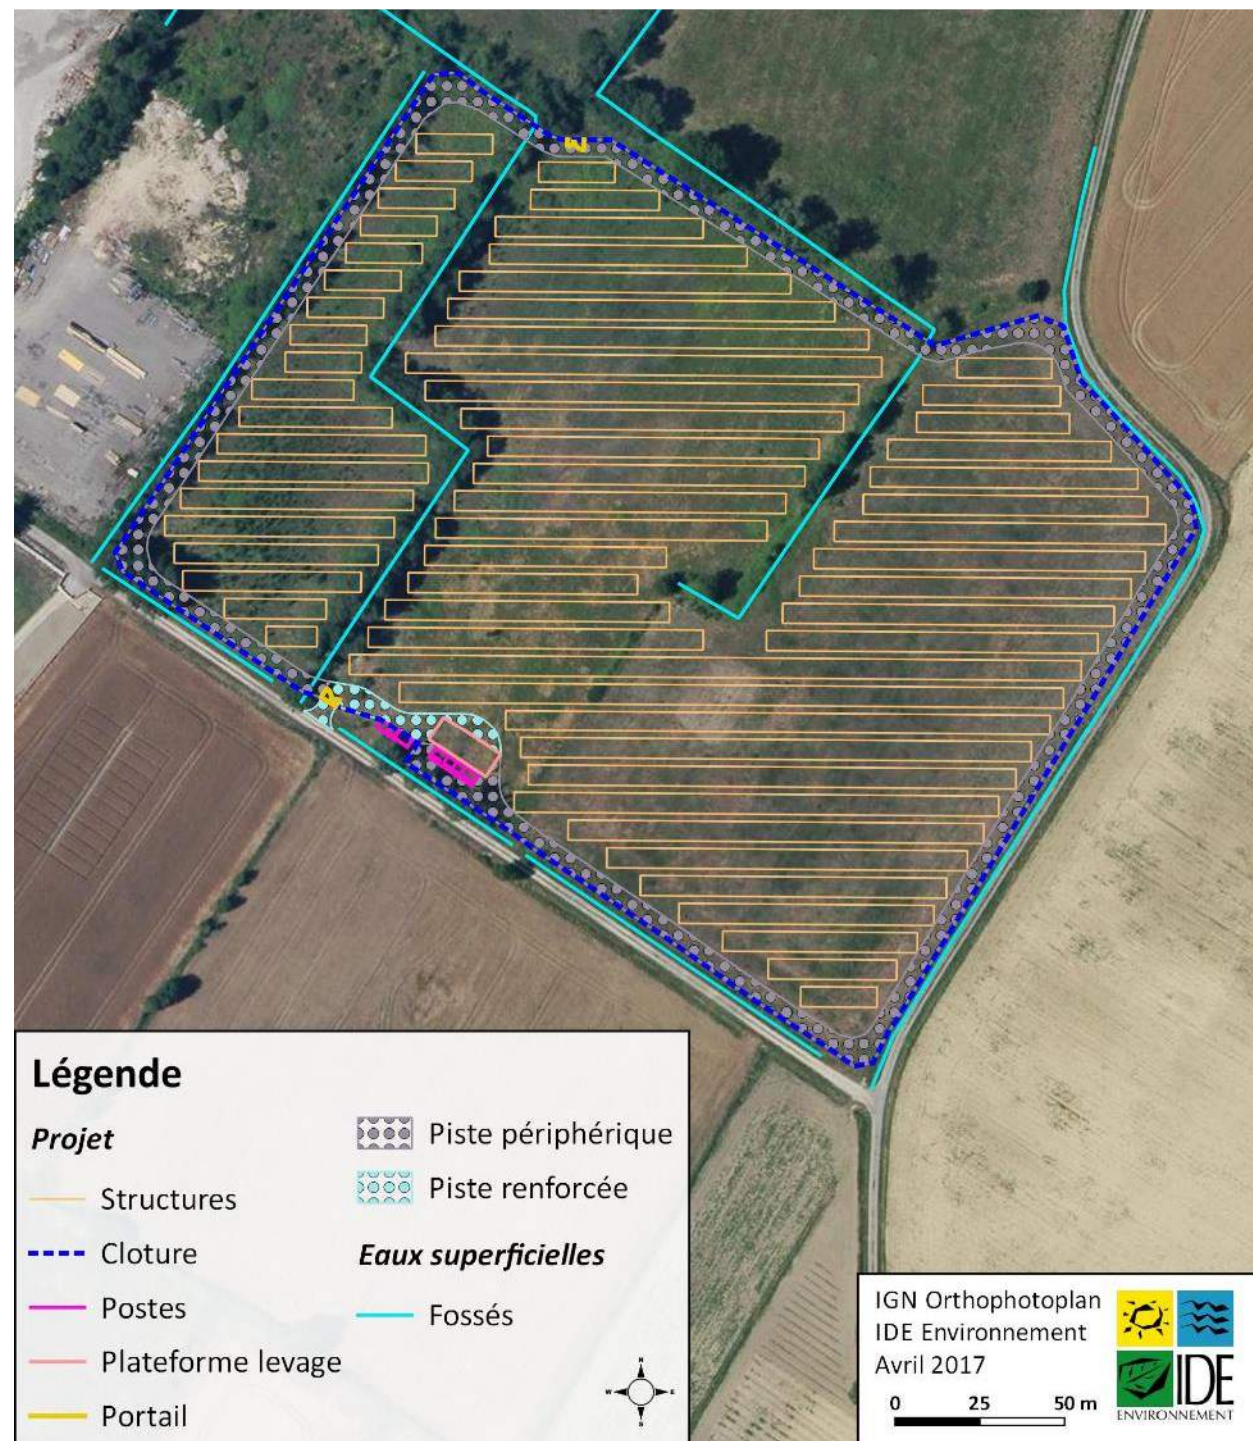 Légende
Projet
Structures
Cloture
Postes
Plateforme levage
Portail
Piste périphérique
Piste renforcée
Eaux superficielles
Fossés
N
W E
S
IGN Orthophotoplan
IDE Environnement
Avril 2017
0 25 50 m
IDE
ENVIRONNEMENT